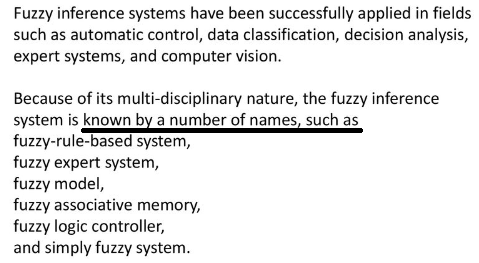 Fuzzy inference systems have been successfully applied in fields
such as automatic control, data classification, decision analysis,
expert systems, and computer vision.
Because of its multi-disciplinary nature, the fuzzy inference
system is known by a number of names, such as
fuzzy-rule-based system,
fuzzy expert system,
fuzzy model,
fuzzy associative memory,
fuzzy logic controller,
and simply fuzzy system.